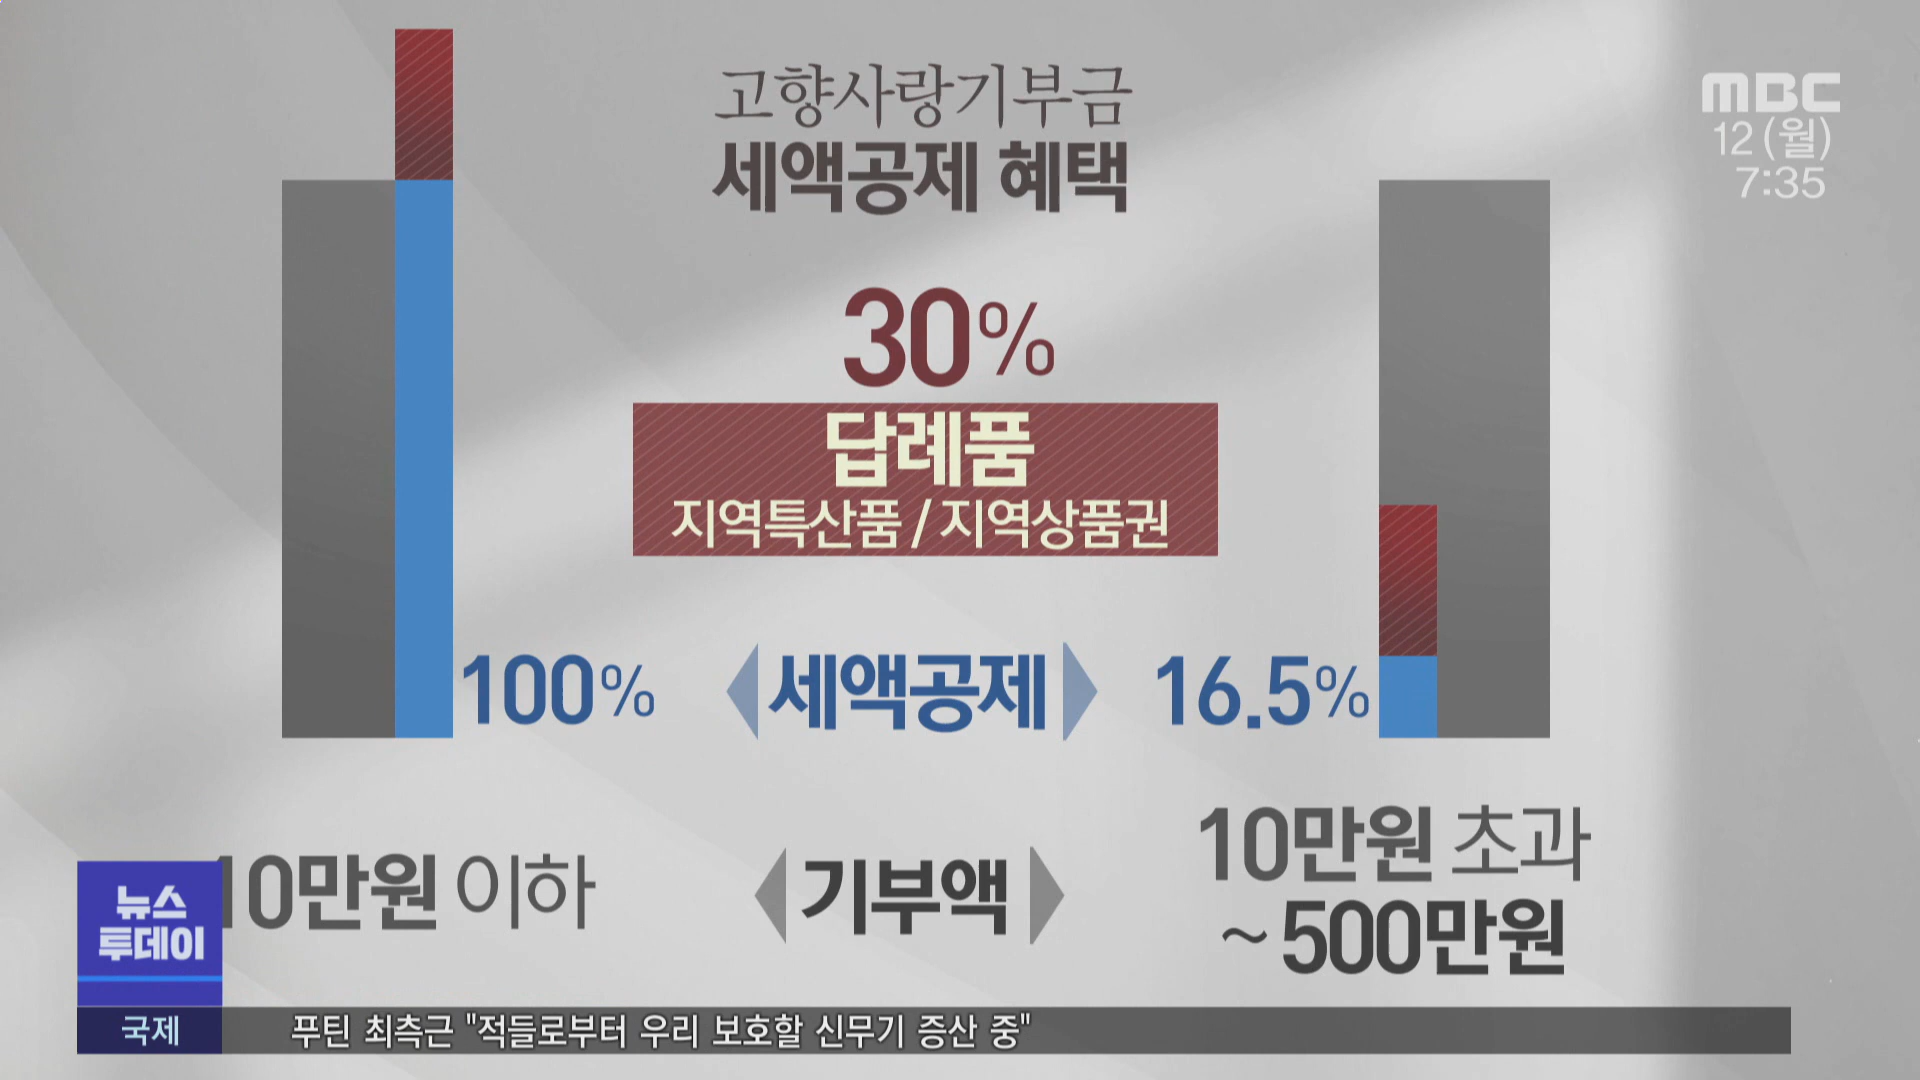 고향사랑기부금
세액공제 혜택
MBC
12 (월)
7:35
30%
답례품
지역특산품 / 지역상품권
100% 세액공제 16.5%
10만원 이하 기부액 10만원 초과
~500만원
뉴스
투데이
국제 푸틴 최측근 "적들로부터 우리 보호할 신무기 증산 중"